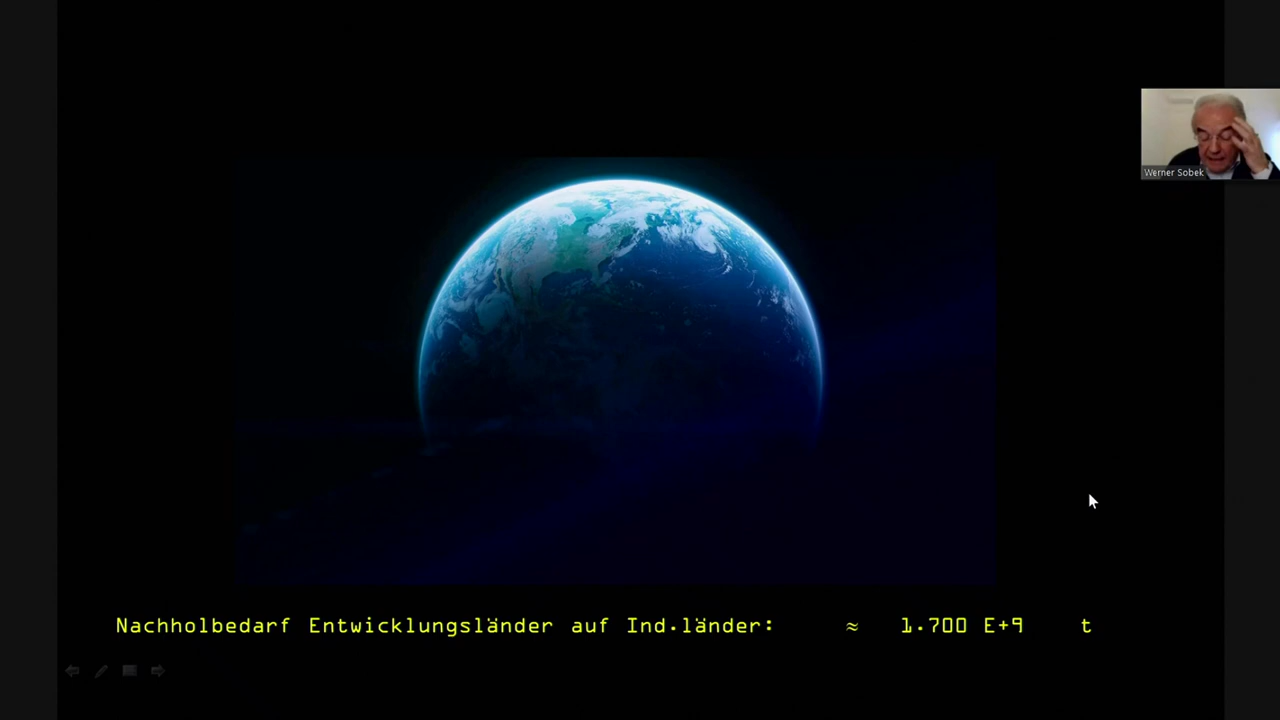 Werner Sobek
Nachholbedarf Entwicklungsländer auf Ind.länder: ≈ 1.700 E+9 t